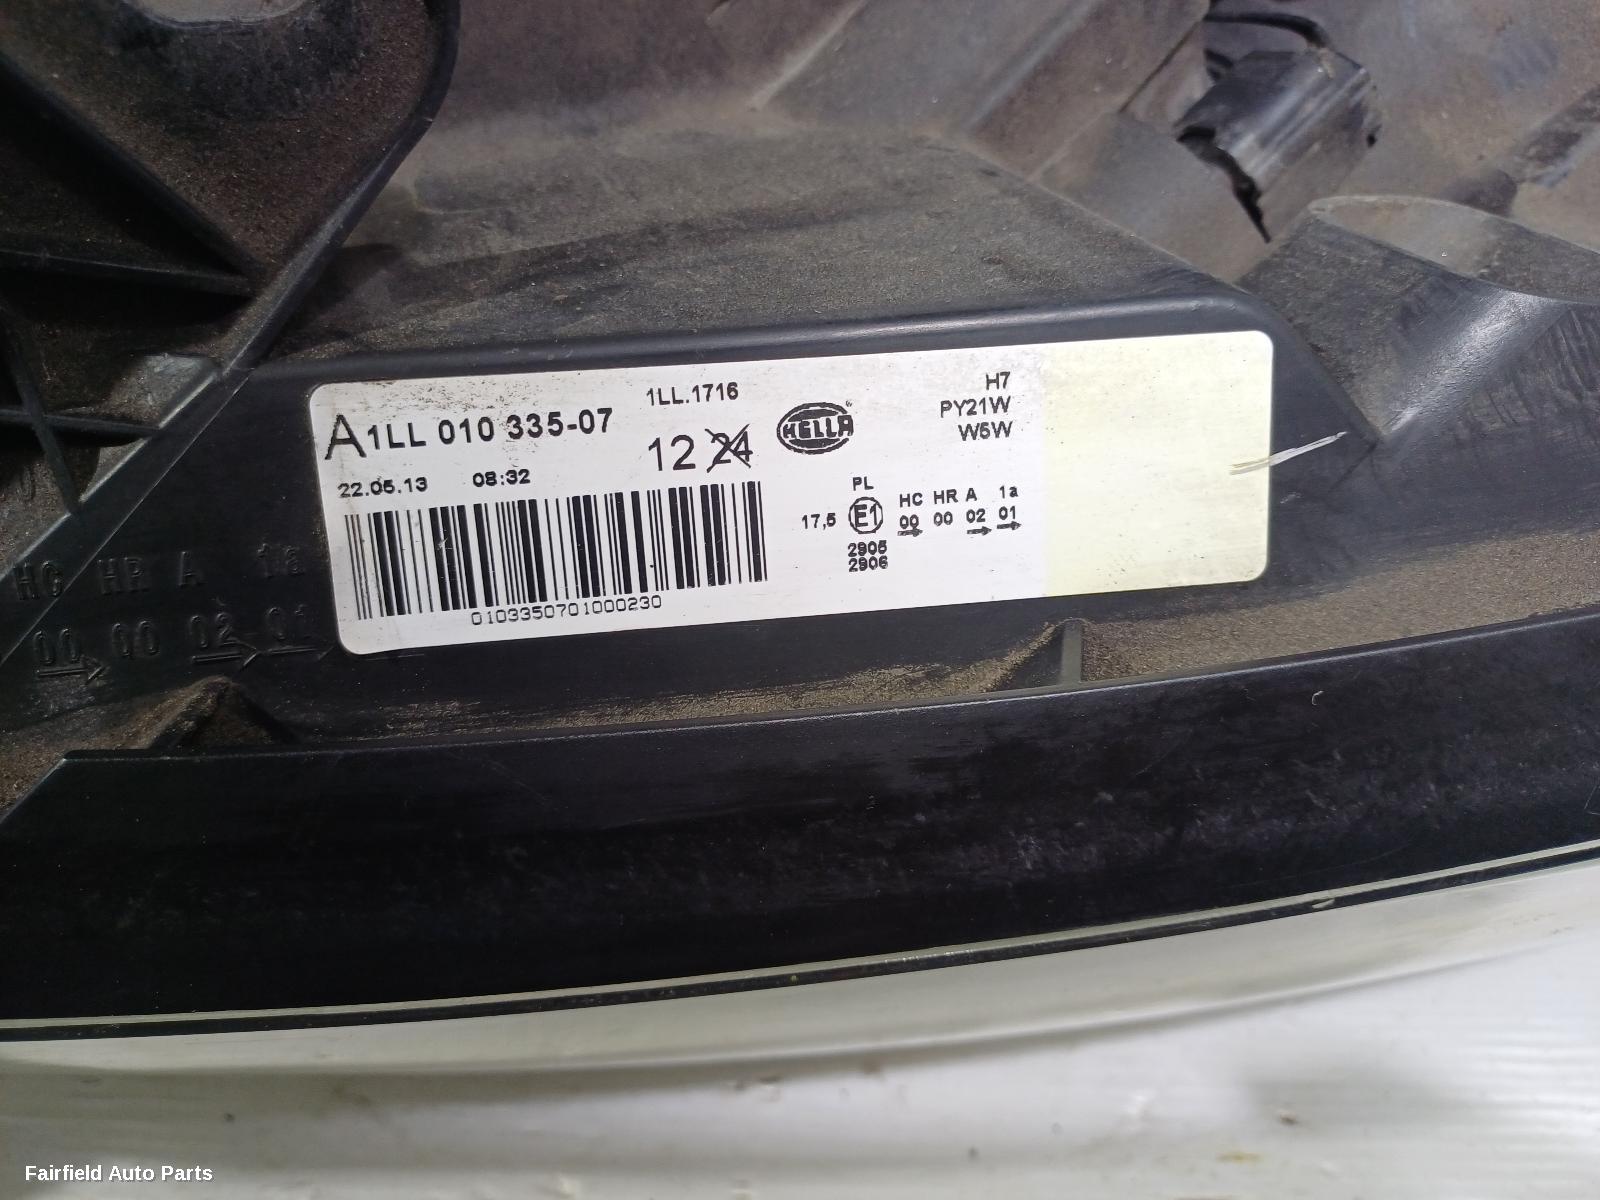 1LL.1716
A 1LL 010 335-07
12 24
22.05.13 08:32
HELLA
H7
PY21W
W5W
PL
17,5 E1
HC HR A 1a
00 00 02 01
2905
2906
0103350701000230
HC HR A 1a
00 00 02 01
Fairfield Auto Parts